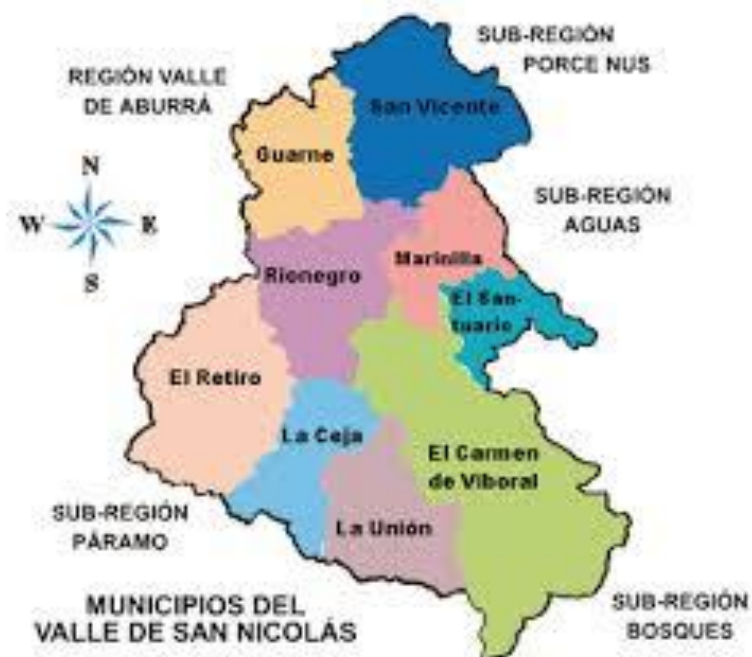 SUB-REGIÓN
PORCE NUS
REGIÓN VALLE
DE ABURRÁ
San Vicente
Guarne
N
W
E
S
SUB-REGIÓN
AGUAS
Marinilla
Rionegro
El San-
tuario
El Retiro
La Ceja
El Carmen
de Viboral
SUB-REGIÓN
PÁRAMO
La Unión
MUNICIPIOS DEL
VALLE DE SAN NICOLÁS
SUB-REGIÓN
BOSQUES